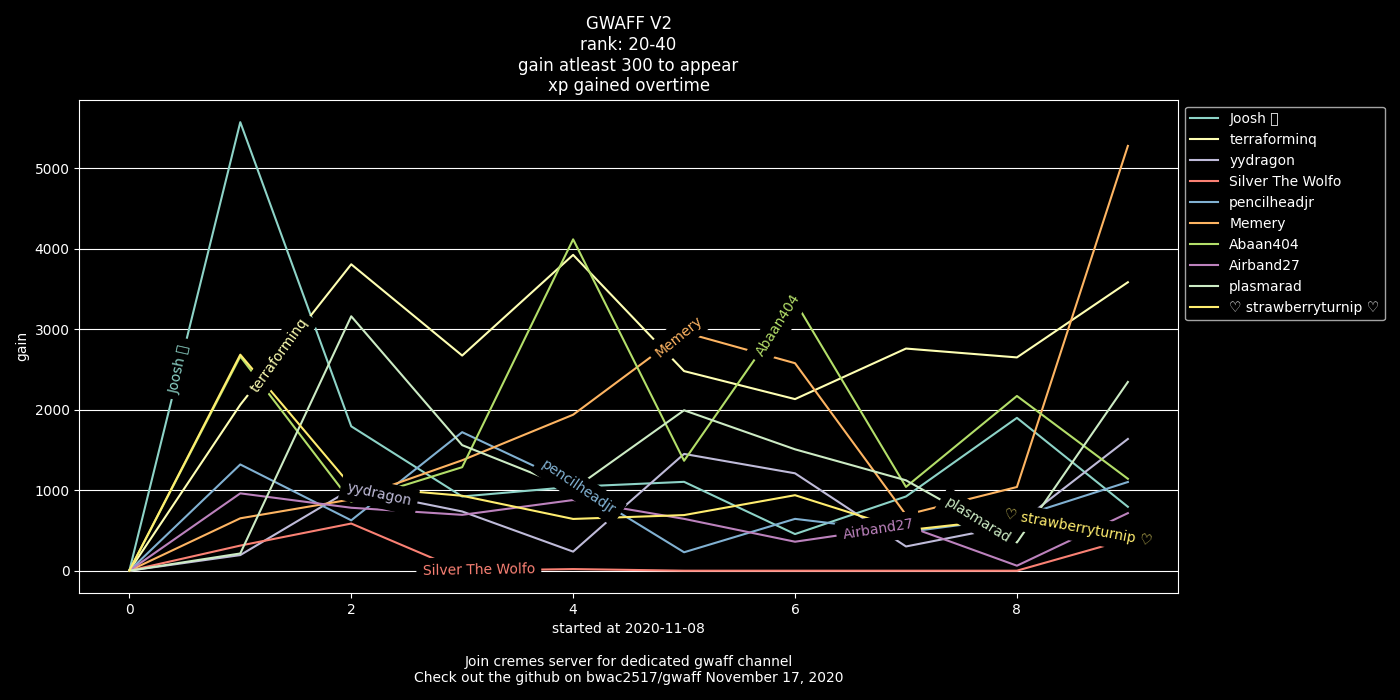 GWAFF V2
rank: 20-40
gain atleast 300 to appear
xp gained overtime
gain
5000
4000
3000
2000
1000
0
0 2 4 6 8
started at 2020-11-08
Joosh
terraforminq
yydragon
Silver The Wolfo
pencilheadjr
Memery
Abaan404
Airband27
plasmarad
♡ strawberryturnip ♡
Joosh
terraforminq
yydragon
Silver The Wolfo
pencilheadjr
Memery
Abaan404
Airband27
plasmarad
♡ strawberryturnip ♡
Join cremes server for dedicated gwaff channel
Check out the github on bwac2517/gwaff November 17, 2020